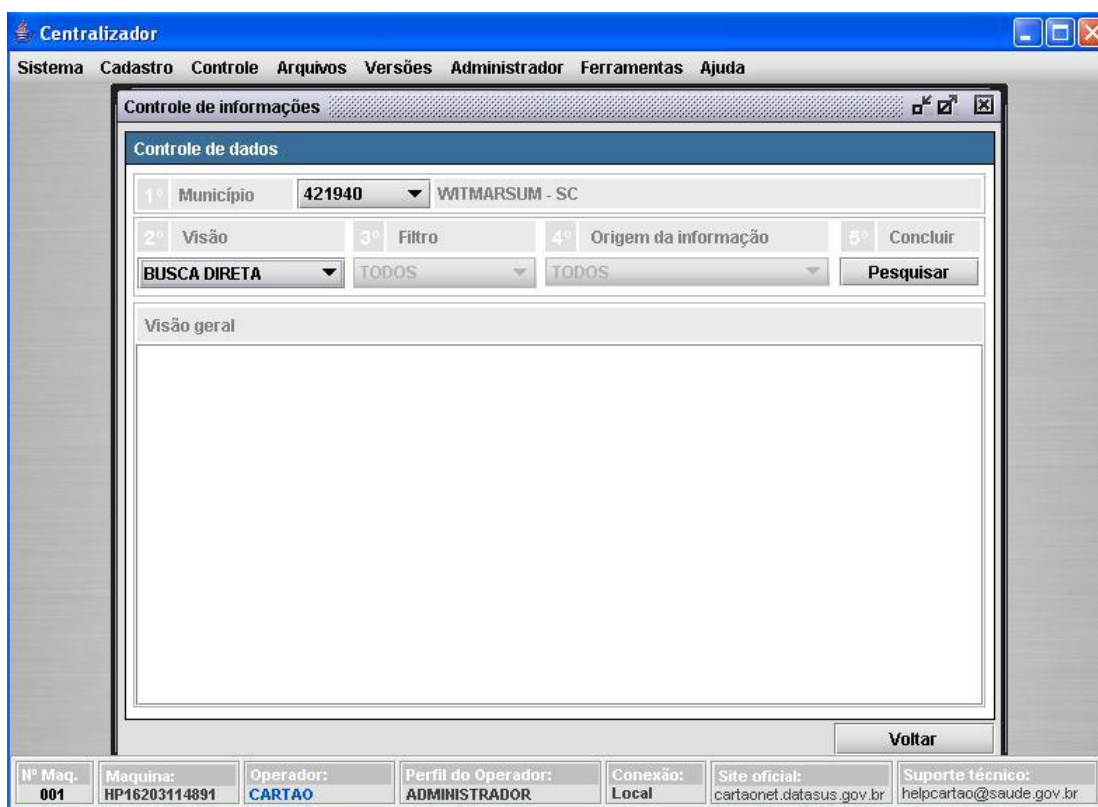 Centralizador
Sistema Cadastro Controle Arquivos Versões Administrador Ferramentas Ajuda
Controle de informações
Controle de dados
1º Município 421940 WITMARSUM - SC
2º Visão 3º Filtro 4º Origem da informação 5º Concluir
BUSCA DIRETA TODOS TODOS Pesquisar
Visão geral
Voltar
Nº Maq. Maquina: Operador: Perfil do Operador: Conexão: Site oficial: Suporte técnico:
001 HP16203114891 CARTAO ADMINISTRADOR Local cartaonet.datasus.gov.br helpcartao@saude.gov.br